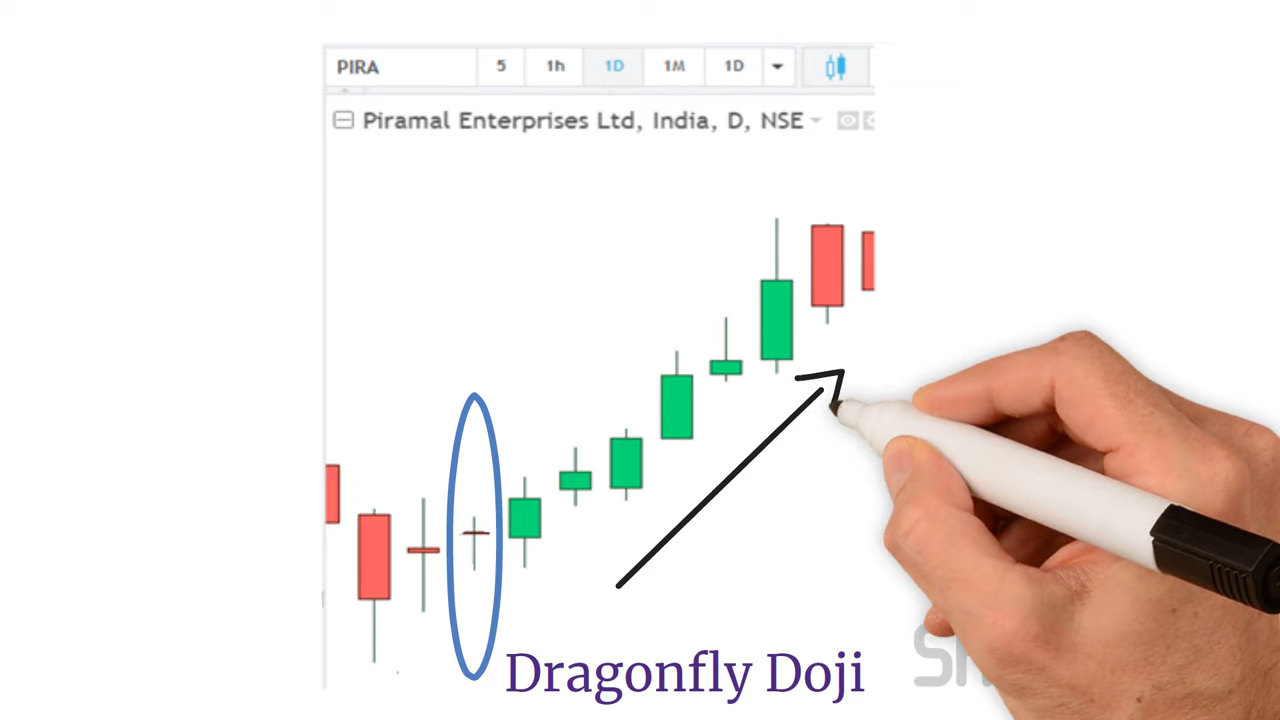 PIRA 5 1h 1D 1M 1D
Piramal Enterprises Ltd, India, D, NSE
Dragonfly Doji